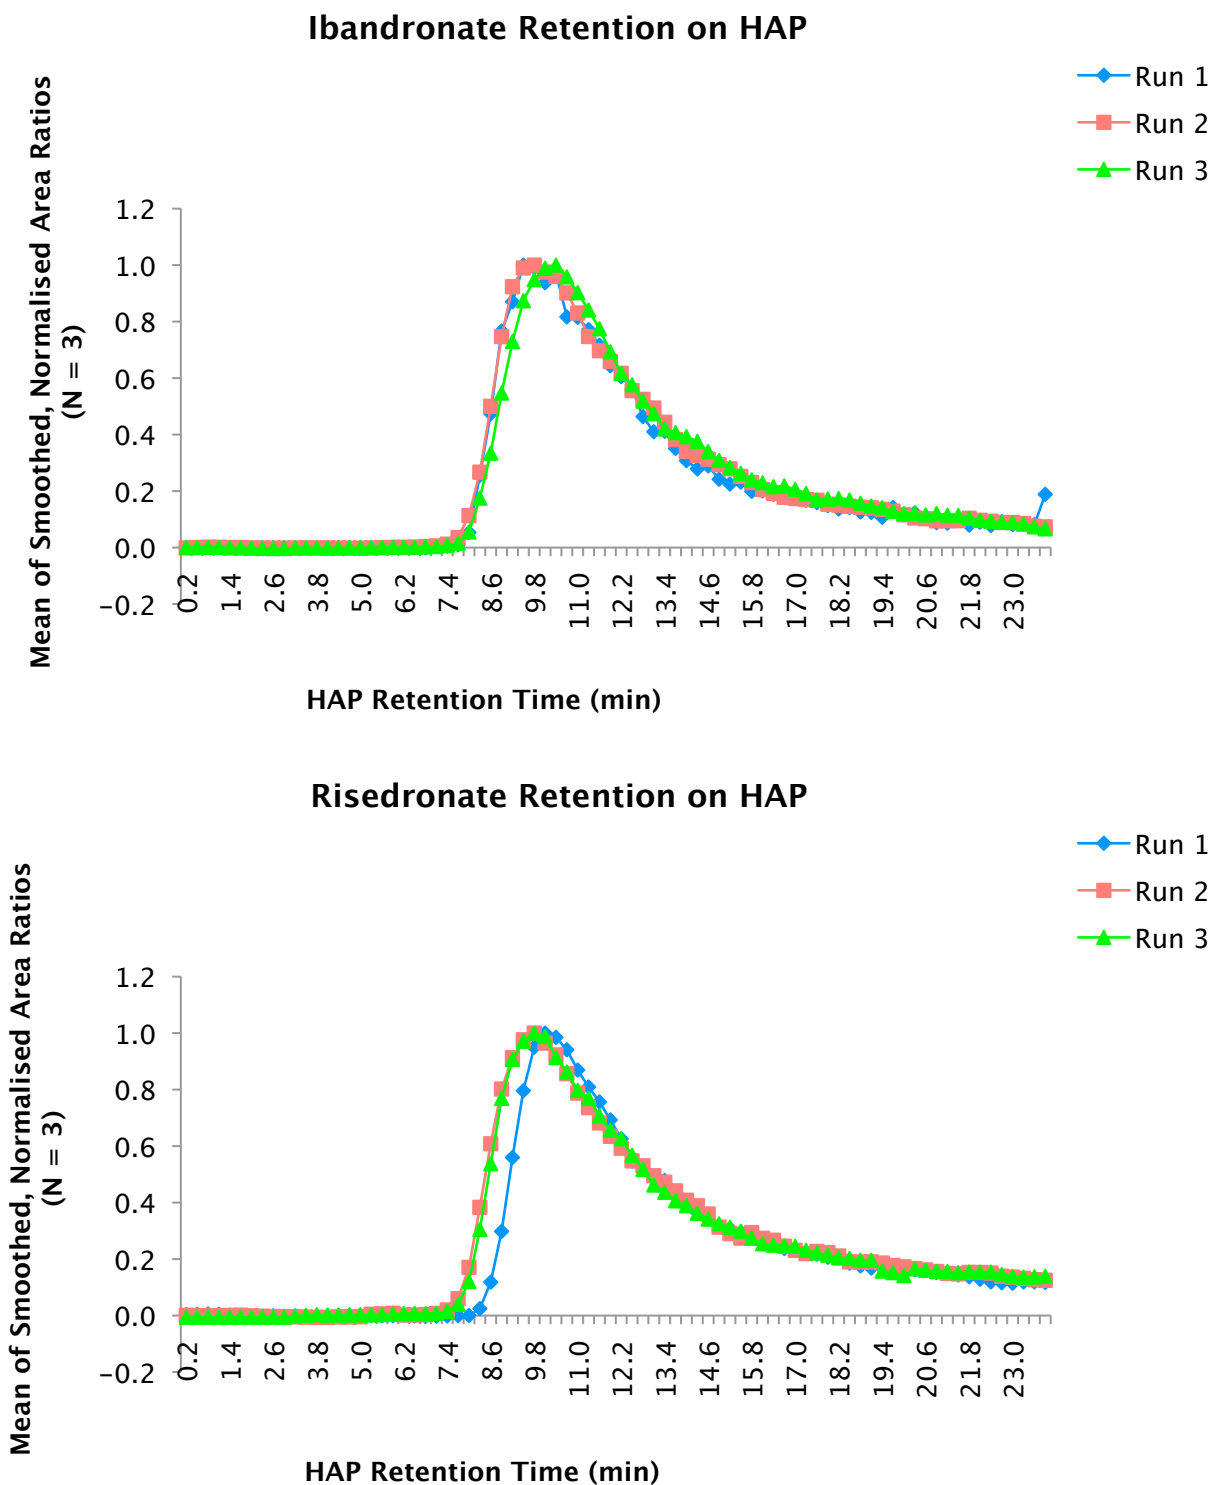 Ibandronate Retention on HAP
Run 1
Run 2
Run 3
Mean of Smoothed, Normalised Area Ratios
(N = 3)
1.2
1.0
0.8
0.6
0.4
0.2
0.0
−0.2
0.2 1.4 2.6 3.8 5.0 6.2 7.4 8.6 9.8 11.0 12.2 13.4 14.6 15.8 17.0 18.2 19.4 20.6 21.8 23.0
HAP Retention Time (min)
Risedronate Retention on HAP
Run 1
Run 2
Run 3
Mean of Smoothed, Normalised Area Ratios
(N = 3)
1.2
1.0
0.8
0.6
0.4
0.2
0.0
−0.2
0.2 1.4 2.6 3.8 5.0 6.2 7.4 8.6 9.8 11.0 12.2 13.4 14.6 15.8 17.0 18.2 19.4 20.6 21.8 23.0
HAP Retention Time (min)